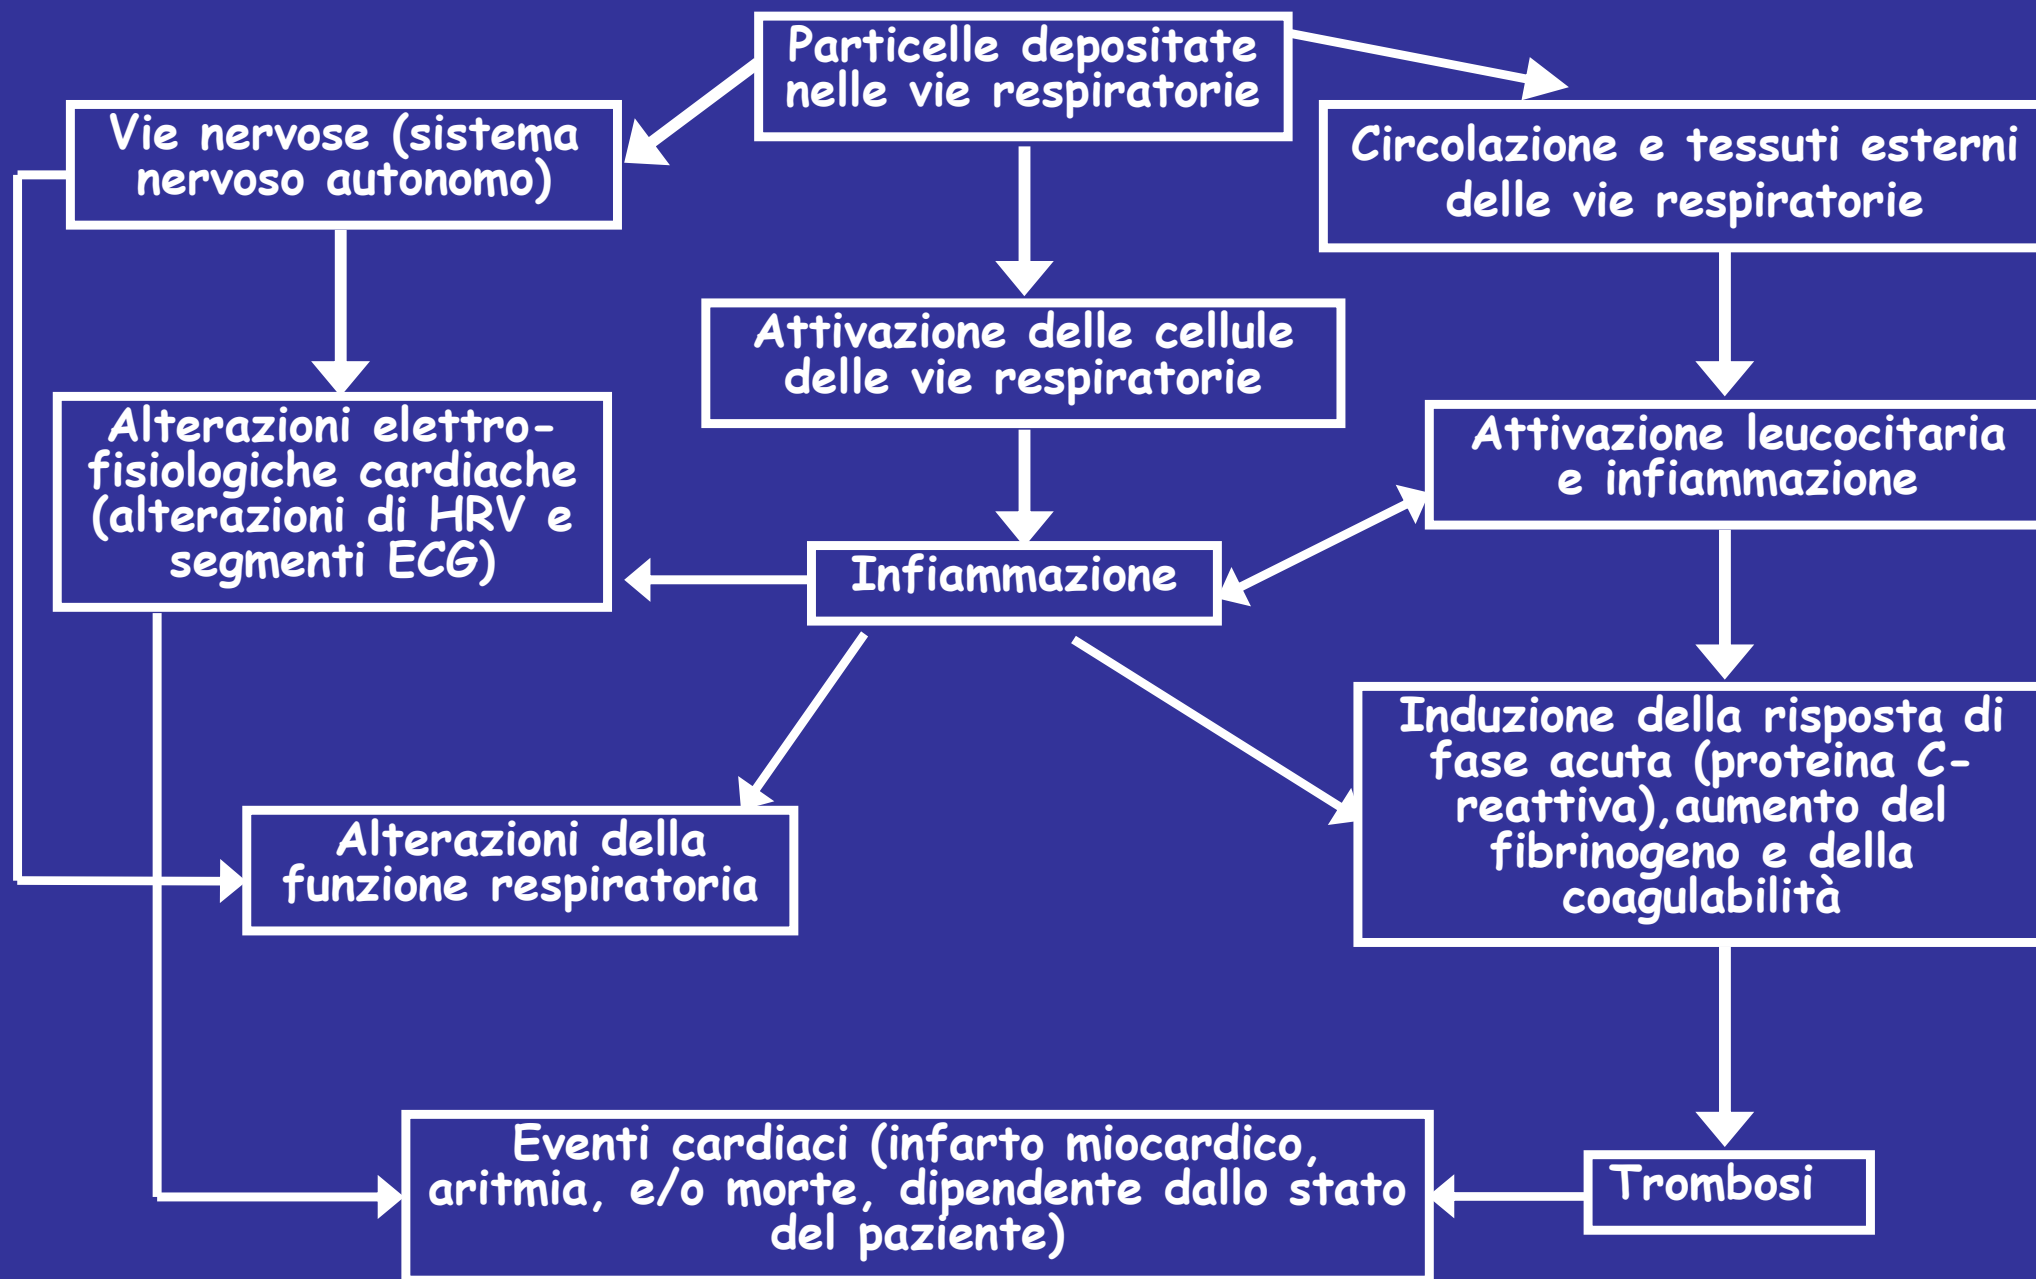 Particelle depositate
nelle vie respiratorie
Vie nervose (sistema
nervoso autonomo)
Circolazione e tessuti esterni
delle vie respiratorie
Attivazione delle cellule
delle vie respiratorie
Alterazioni elettro-
fisiologiche cardiache
(alterazioni di HRV e
segmenti ECG)
Attivazione leucocitaria
e infiammazione
Infiammazione
Induzione della risposta di
fase acuta (proteina C-
reattiva),aumento del
fibrinogeno e della
coagulabilità
Alterazioni della
funzione respiratoria
Eventi cardiaci (infarto miocardico,
aritmia, e/o morte, dipendente dallo stato
del paziente)
Trombosi